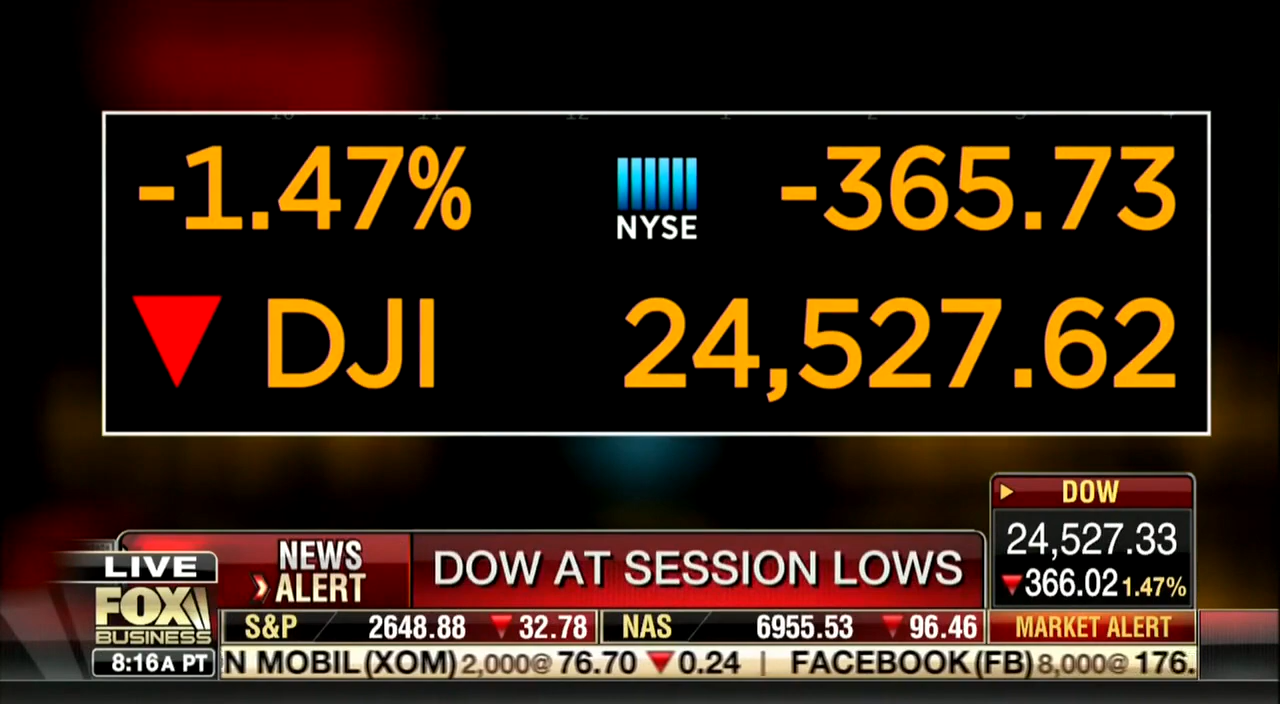 -1.47% NYSE -365.73
▼ DJI 24,527.62
DOW
24,527.33
▼366.02 1.47%
MARKET ALERT
NEWS
ALERT
DOW AT SESSION LOWS
LIVE
FOX
BUSINESS
8:16A PT
S&P 2648.88 ▼32.78 NAS 6955.53 ▼96.46
N MOBIL(XOM) 2,000@ 76.70 ▼0.24 | FACEBOOK(FB) 8,000@ 176.